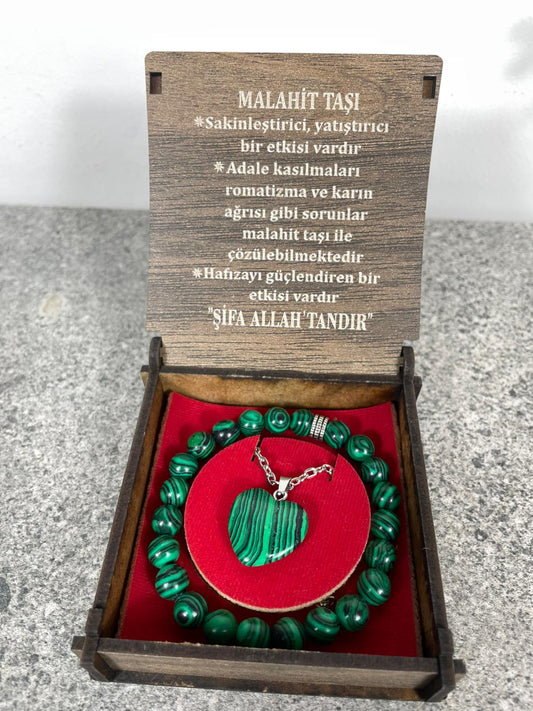 MALAHİT TAŞI
*Sakinleştirici, yatıştırıcı
bir etkisi vardır
*Adale kasılmaları
romatizma ve karın
ağrısı gibi sorunlar
malahit taşı ile
çözülebilmektedir
*Hafızayı güçlendiren bir
etkisi vardır
"ŞİFA ALLAH'TANDIR"